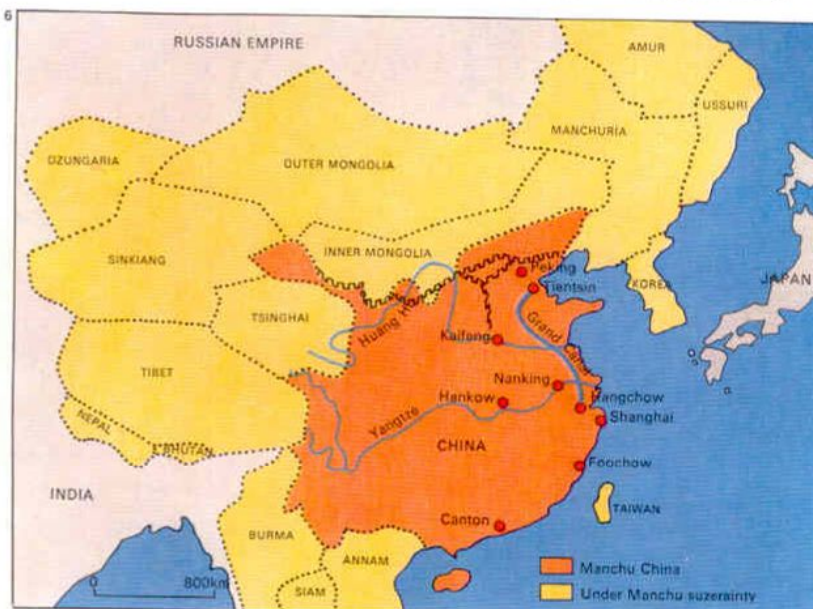 6
RUSSIAN EMPIRE
AMUR
USSURI
MANCHURIA
DZUNGARIA
OUTER MONGOLIA
SINKIANG
INNER MONGOLIA
Peking
Tientsin
KOREA
JAPAN
TSINGHAI
Huang H
Grand Canal
Kaifang
TIBET
Nanking
Hangchow
Hankow
Shanghai
Yangtze
NEPAL
BHUTAN
CHINA
Foochow
INDIA
TAIWAN
BURMA
Canton
ANNAM
Manchu China
0 800km
SIAM
Under Manchu suzerainty